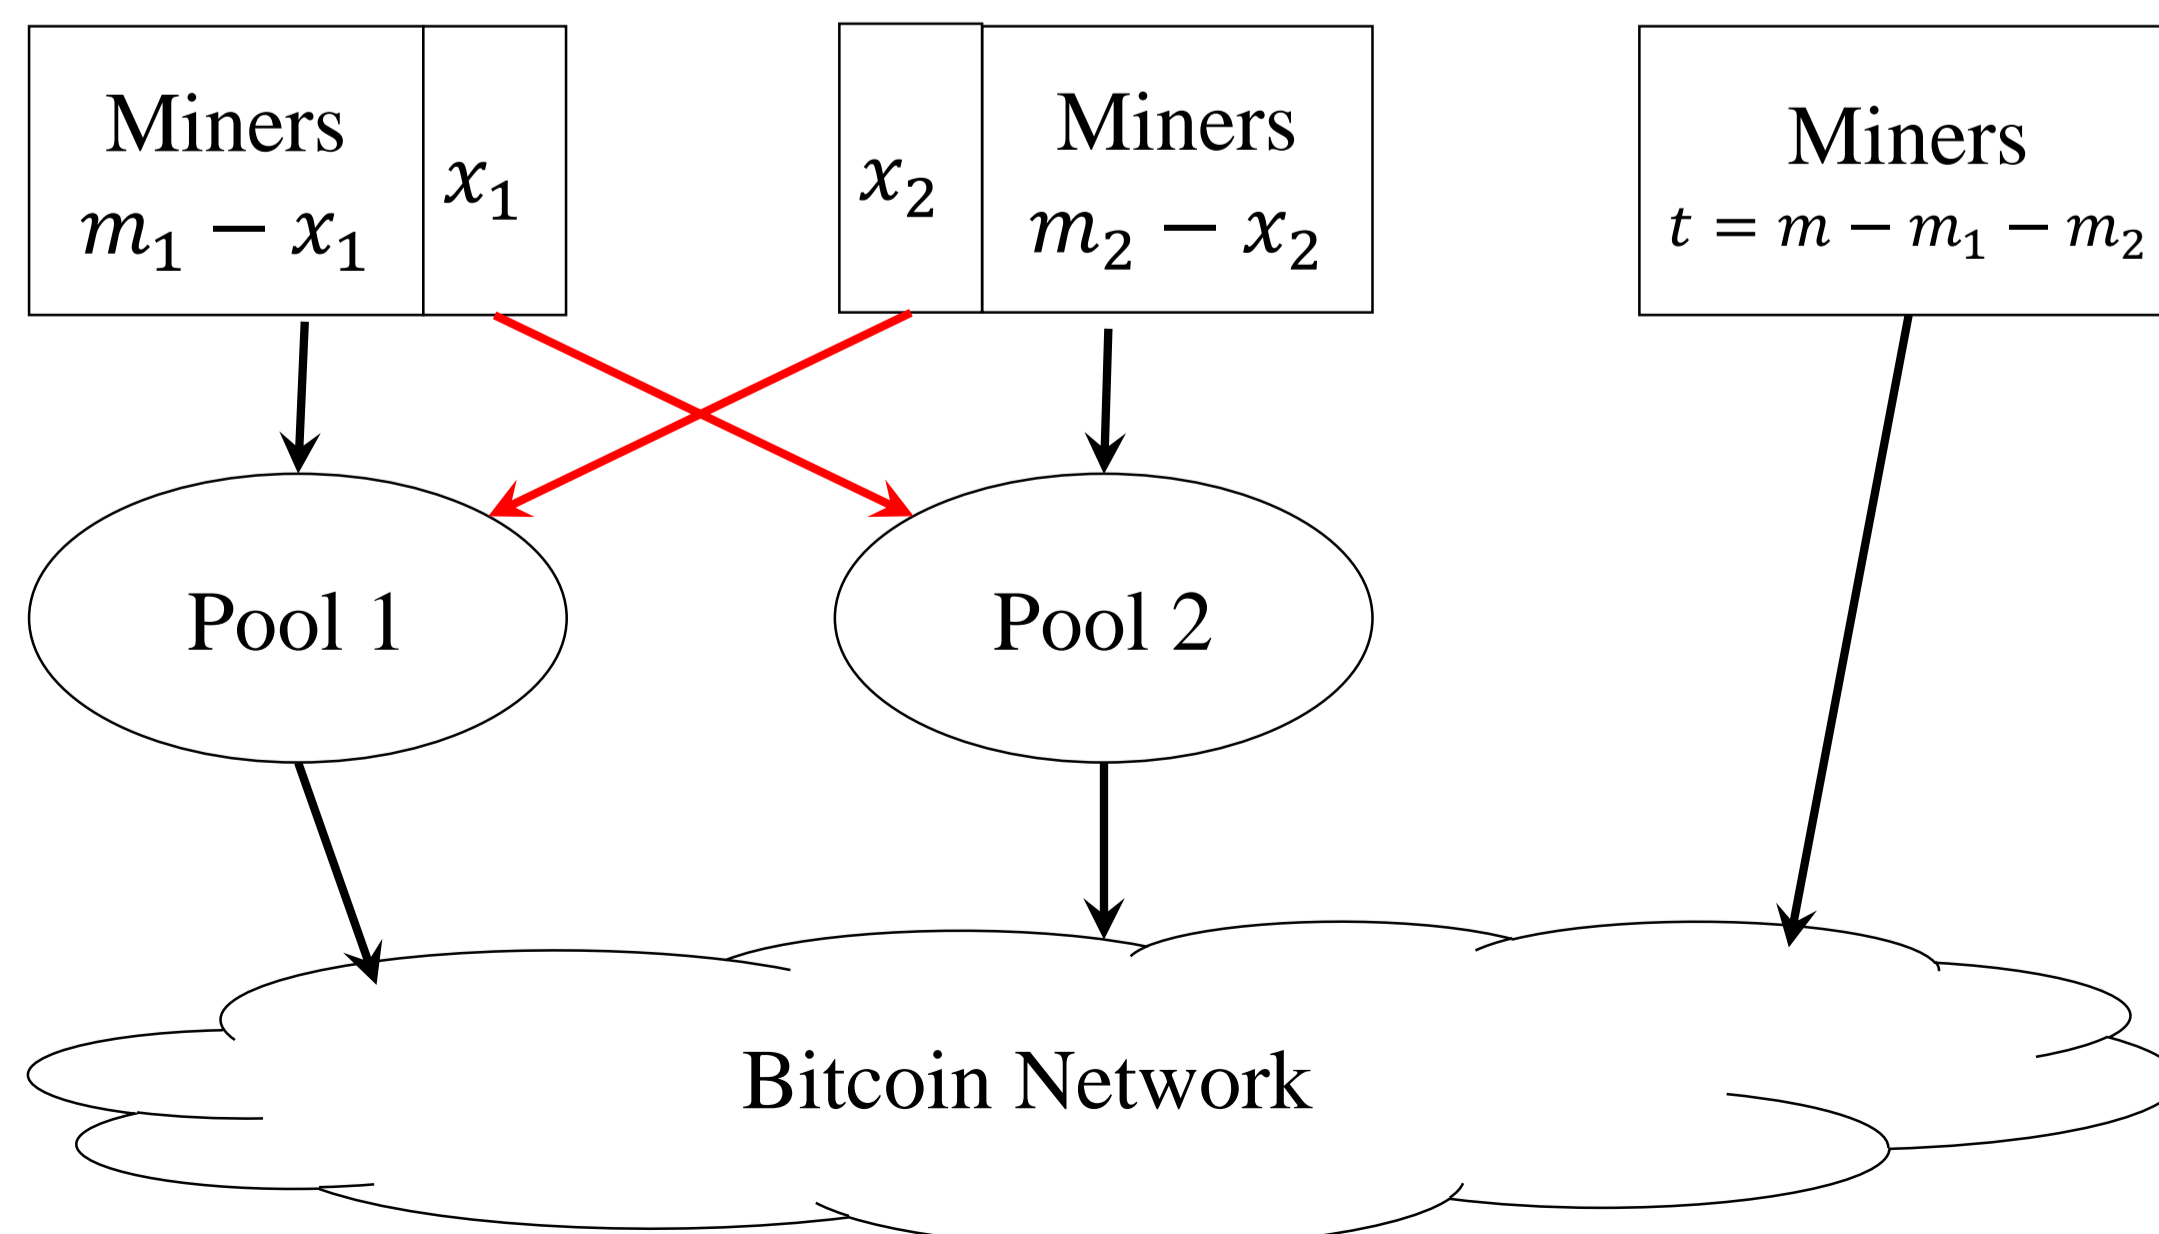 Miners
m₁ − x₁
x₁
x₂
Miners
m₂ − x₂
Miners
t = m − m₁ − m₂
Pool 1
Pool 2
Bitcoin Network